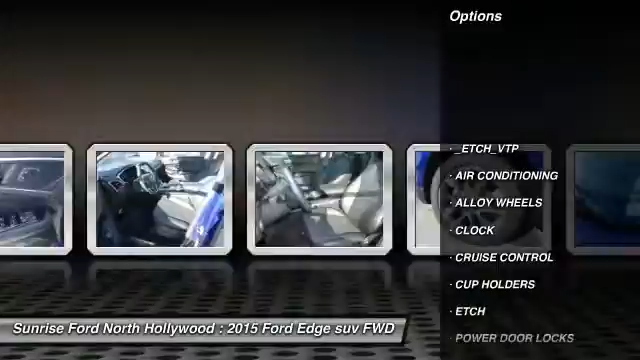 Options
· _ETCH_VTP
· AIR CONDITIONING
· ALLOY WHEELS
· CLOCK
· CRUISE CONTROL
· CUP HOLDERS
· ETCH
· POWER DOOR LOCKS
Sunrise Ford North Hollywood : 2015 Ford Edge suv FWD